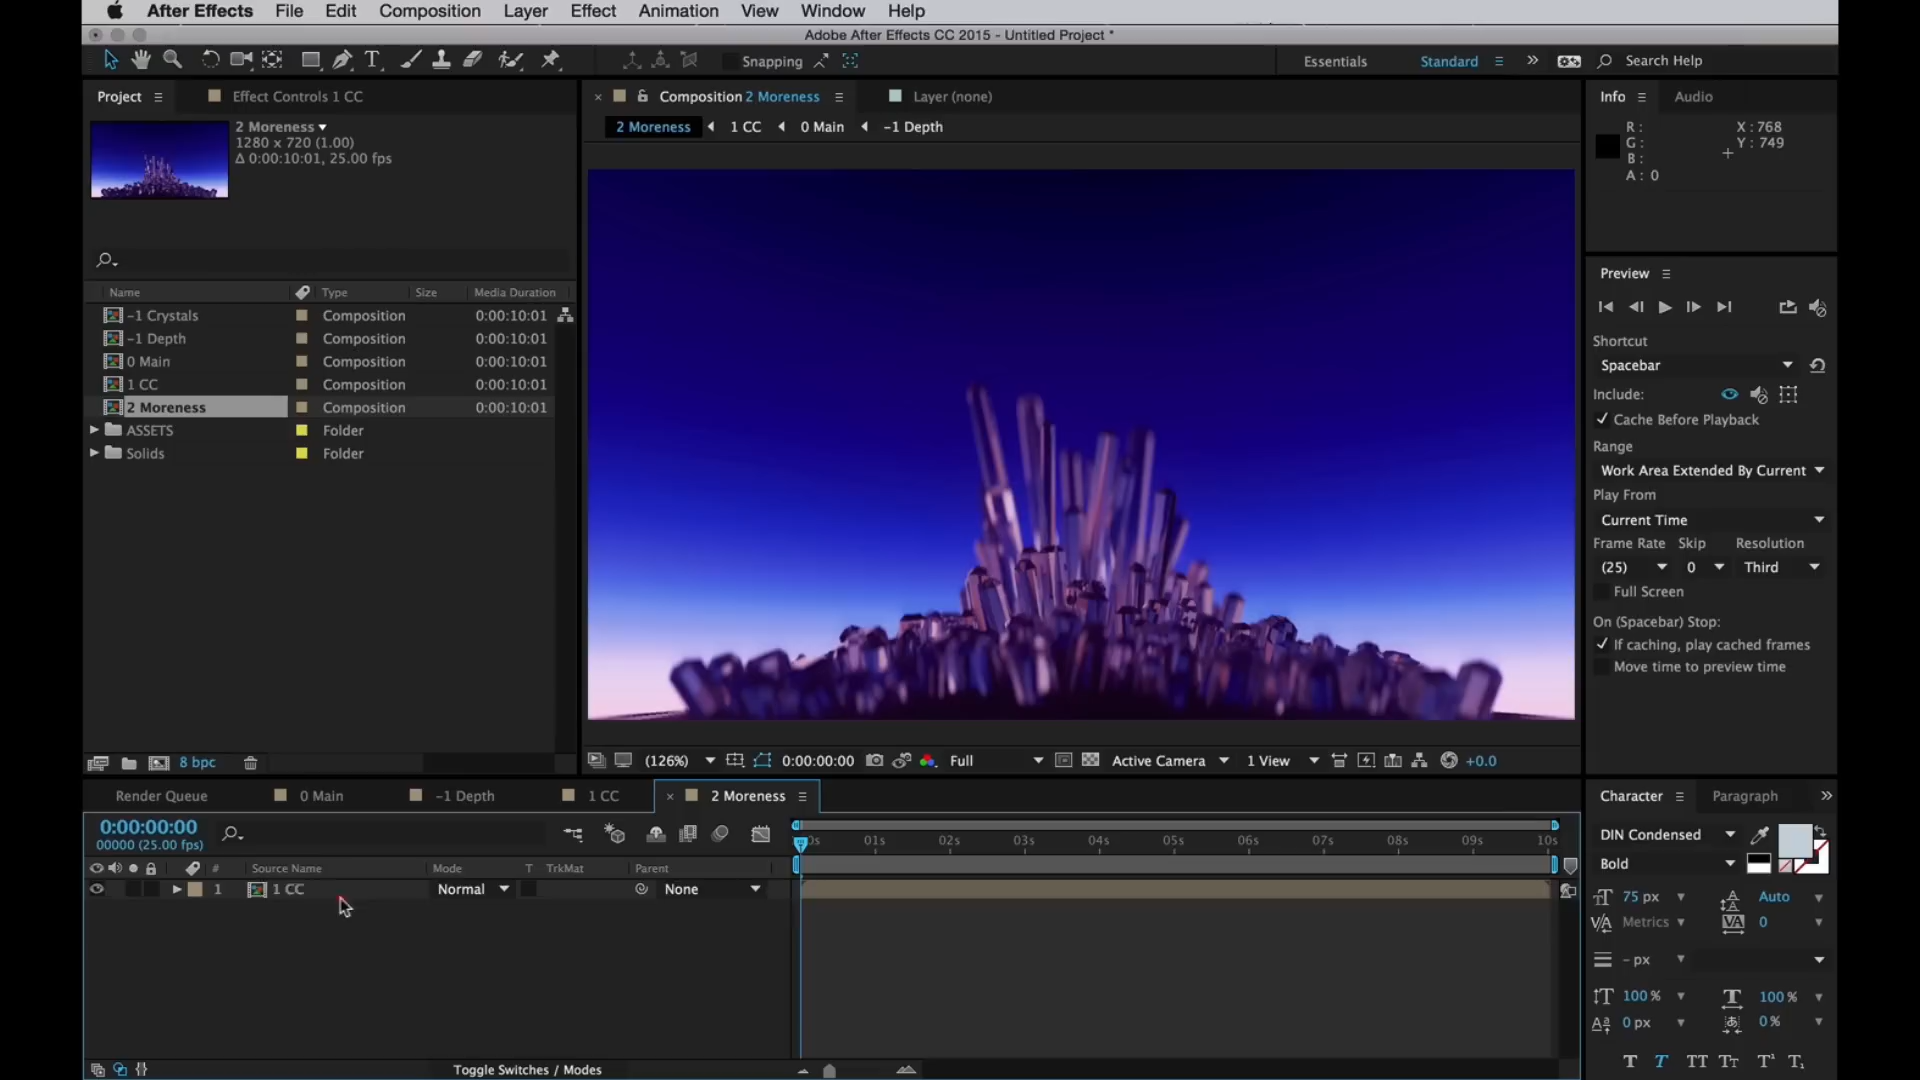 After Effects File Edit Composition Layer Effect Animation View Window Help
Adobe After Effects CC 2015 - Untitled Project *
Snapping Essentials Standard Search Help
Project Effect Controls 1 CC
2 Moreness
1280 x 720 (1.00)
Δ 0:00:10:01, 25.00 fps
Name Type Size Media Duration
-1 Crystals Composition 0:00:10:01
-1 Depth Composition 0:00:10:01
0 Main Composition 0:00:10:01
1 CC Composition 0:00:10:01
2 Moreness Composition 0:00:10:01
ASSETS Folder
Solids Folder
8 bpc
Composition 2 Moreness Layer (none)
2 Moreness 1 CC 0 Main -1 Depth
(126%) 0:00:00:00 Full Active Camera 1 View +0.0
Info Audio
R: X: 768
G: Y: 749
B:
A: 0
Preview
Shortcut
Spacebar
Include:
Cache Before Playback
Range
Work Area Extended By Current
Play From
Current Time
Frame Rate Skip Resolution
(25) 0 Third
Full Screen
On (Spacebar) Stop:
If caching, play cached frames
Move time to preview time
Render Queue 0 Main -1 Depth 1 CC 2 Moreness
0:00:00:00
00000 (25.00 fps)
# Source Name Mode T TrkMat Parent
1 1 CC Normal None
01s 02s 03s 04s 05s 06s 07s 08s 09s 10s
Toggle Switches / Modes
Character Paragraph
DIN Condensed
Bold
75 px Auto
Metrics 0
- px
100 % 100 %
0 px 0 %
T T TT Tт T¹ T₁